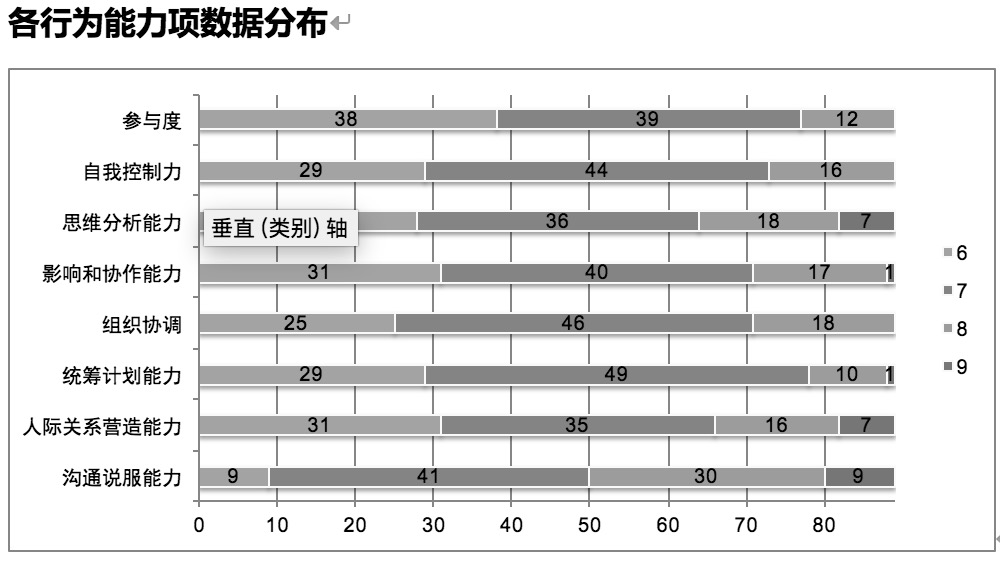 各行为能力项数据分布↵
参与度 38 39 12
自我控制力 29 44 16
思维分析能力 36 18 7
垂直 (类别) 轴
影响和协作能力 31 40 17 1
组织协调 25 46 18
统筹计划能力 29 49 10 1
人际关系营造能力 31 35 16 7
沟通说服能力 9 41 30 9
0 10 20 30 40 50 60 70 80
6
7
8
9